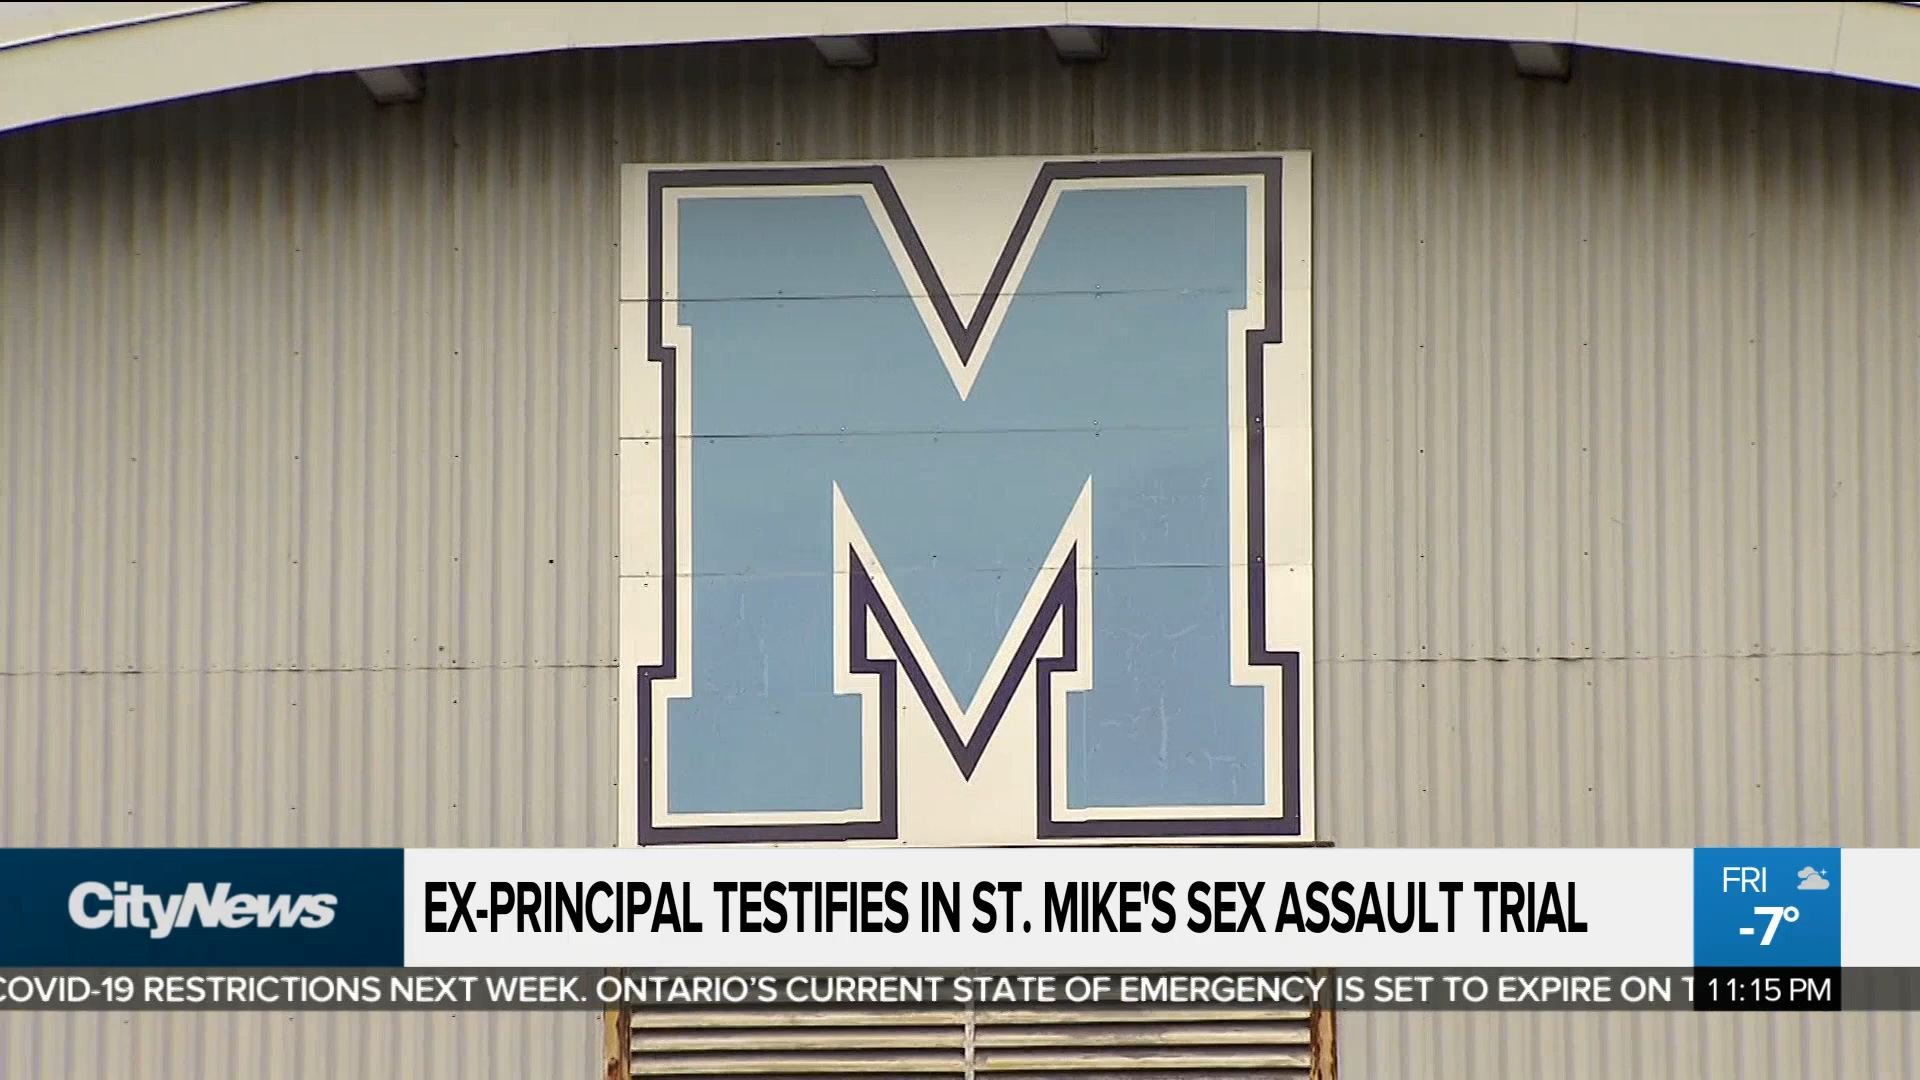 M
CityNews
EX-PRINCIPAL TESTIFIES IN ST. MIKE'S SEX ASSAULT TRIAL
FRI
-7°
COVID-19 RESTRICTIONS NEXT WEEK. ONTARIO'S CURRENT STATE OF EMERGENCY IS SET TO EXPIRE ON
11:15 PM